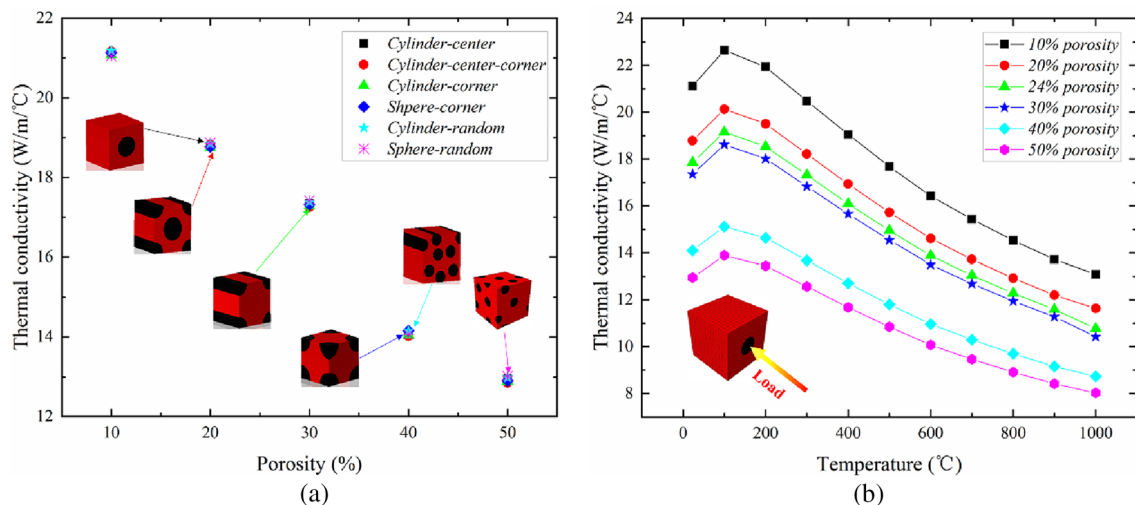 22
20
18
16
14
12
10
20
30
40
50
Thermal conductivity (W/m/℃)
Porosity (%)
Cylinder-center
Cylinder-center-corner
Cylinder-corner
Shpere-corner
Cylinder-random
Sphere-random
(a)
24
22
20
18
16
14
12
10
8
0
200
400
600
800
1000
Thermal conductivity (W/m/℃)
Temperature (℃)
10% porosity
20% porosity
24% porosity
30% porosity
40% porosity
50% porosity
Load
(b)